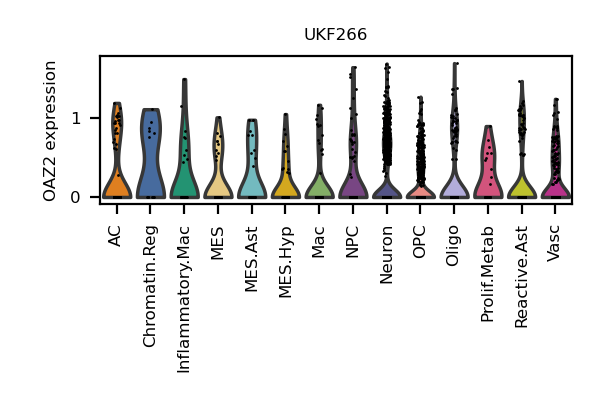 UKF266
OAZ2 expression
1
0
AC
Chromatin.Reg
Inflammatory.Mac
MES
MES.Ast
MES.Hyp
Mac
NPC
Neuron
OPC
Oligo
Prolif.Metab
Reactive.Ast
Vasc